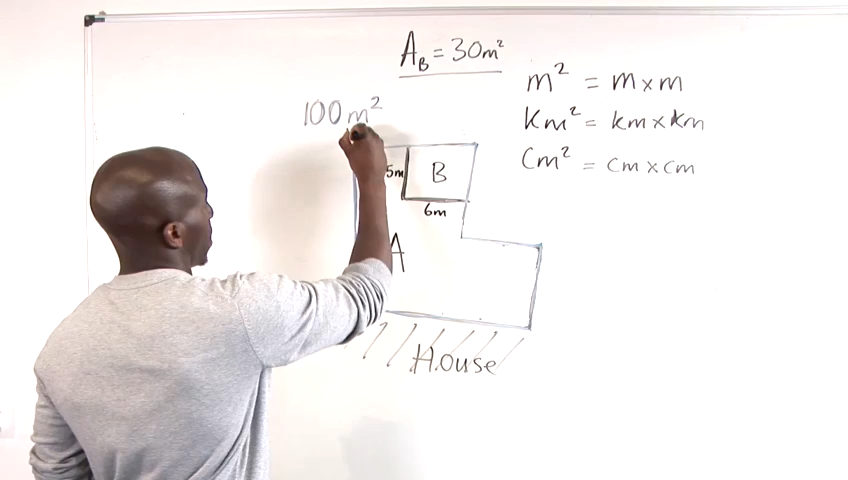 A_B = 30m²
m² = m x m
100m²
Km² = km x km
Cm² = cm x cm
5m
B
6m
A
House